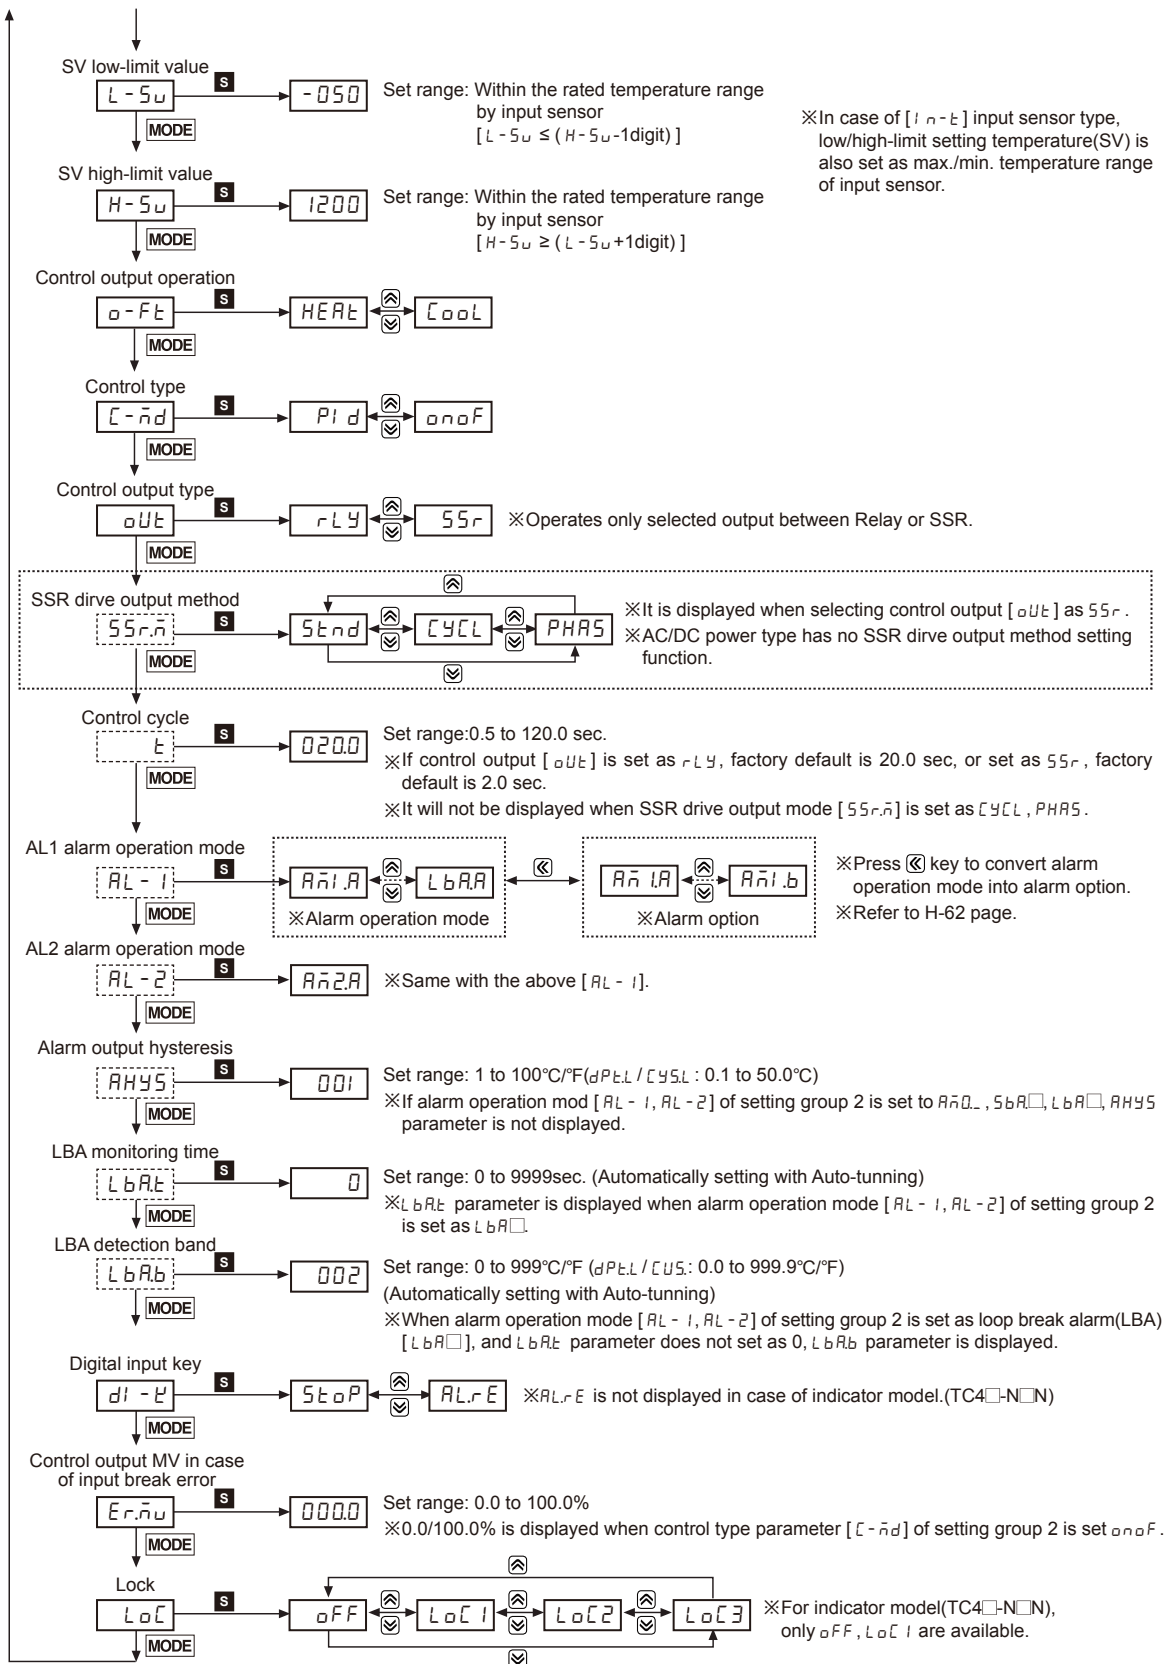 SV low-limit value
L-Su
S
-050
MODE
Set range: Within the rated temperature range
by input sensor
[ L-Su ≤ ( H-Su-1digit) ]
※In case of [ In-t ] input sensor type,
low/high-limit setting temperature(SV) is
also set as max./min. temperature range
of input sensor.
SV high-limit value
H-Su
S
1200
MODE
Set range: Within the rated temperature range
by input sensor
[ H-Su ≥ ( L-Su+1digit) ]
Control output operation
o-Ft
S
HEAt
CooL
MODE
Control type
C-md
S
PId
onoF
MODE
Control output type
oUt
S
rLY
SSr
※Operates only selected output between Relay or SSR.
MODE
SSR dirve output method
SSr.m
S
Stnd
CYCL
PHAS
MODE
※It is displayed when selecting control output [ oUt ] as SSr.
※AC/DC power type has no SSR dirve output method setting
function.
Control cycle
t
S
020.0
MODE
Set range:0.5 to 120.0 sec.
※If control output [ oUt ] is set as rLY, factory default is 20.0 sec, or set as SSr, factory
default is 2.0 sec.
※It will not be displayed when SSR drive output mode [ SSr.m ] is set as CYCL, PHAS.
AL1 alarm operation mode
AL-1
S
Am1.A
LbA.A
※Alarm operation mode
Am1.A
Am1.b
※Alarm option
MODE
※Press key to convert alarm
operation mode into alarm option.
※Refer to H-62 page.
AL2 alarm operation mode
AL-2
S
Am2.A
※Same with the above [ AL-1].
MODE
Alarm output hysteresis
AHYS
S
001
MODE
Set range: 1 to 100℃/℉(dPt.L / CYS.L : 0.1 to 50.0℃)
※If alarm operation mod [ AL-1, AL-2 ] of setting group 2 is set to Am0._, SbA.□, LbA□, AHYS
parameter is not displayed.
LBA monitoring time
LbA.t
S
0
MODE
Set range: 0 to 9999sec. (Automatically setting with Auto-tunning)
※LbA.t parameter is displayed when alarm operation mode [ AL-1, AL-2 ] of setting group 2
is set as LbA□.
LBA detection band
LbA.b
S
002
MODE
Set range: 0 to 999℃/℉ (dPt.L / CUS.: 0.0 to 999.9℃/℉)
(Automatically setting with Auto-tunning)
※When alarm operation mode [ AL-1, AL-2 ] of setting group 2 is set as loop break alarm(LBA)
[ LbA□ ], and LbA.t parameter does not set as 0, LbA.b parameter is displayed.
Digital input key
dI-K
S
StoP
AL.rE
※AL.rE is not displayed in case of indicator model.(TC4□-N□N)
MODE
Control output MV in case
of input break error
Er.mu
S
000.0
MODE
Set range: 0.0 to 100.0%
※0.0/100.0% is displayed when control type parameter [ C-md ] of setting group 2 is set onoF.
Lock
LoC
S
oFF
LoC1
LoC2
LoC3
MODE
※For indicator model(TC4□-N□N),
only oFF, LoC1 are available.